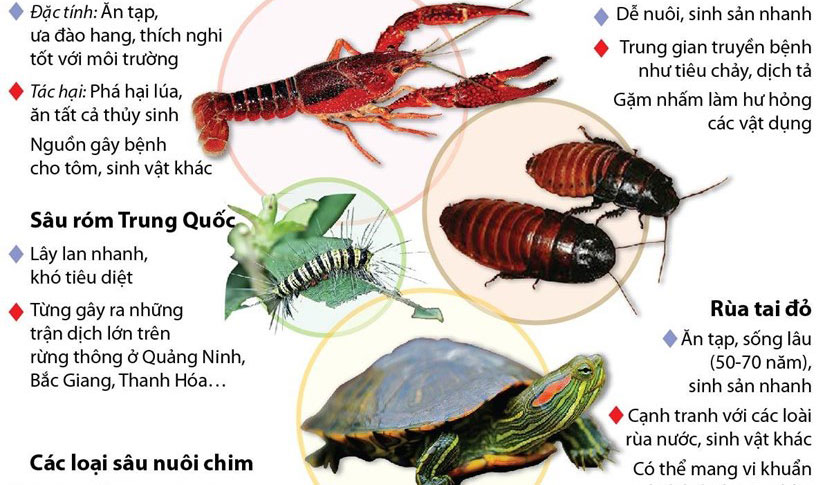 Đặc tính: Ăn tạp,
ưa đào hang, thích nghi
tốt với môi trường
Tác hại: Phá hại lúa,
ăn tất cả thủy sinh
Nguồn gây bệnh
cho tôm, sinh vật khác
Dễ nuôi, sinh sản nhanh
Trung gian truyền bệnh
như tiêu chảy, dịch tả
Gặm nhấm làm hư hỏng
các vật dụng
Sâu róm Trung Quốc
Lây lan nhanh,
khó tiêu diệt
Từng gây ra những
trận dịch lớn trên
rừng thông ở Quảng Ninh,
Bắc Giang, Thanh Hóa...
Rùa tai đỏ
Ăn tạp, sống lâu
(50-70 năm),
sinh sản nhanh
Cạnh tranh với các loài
rùa nước, sinh vật khác
Có thể mang vi khuẩn
Các loại sâu nuôi chim